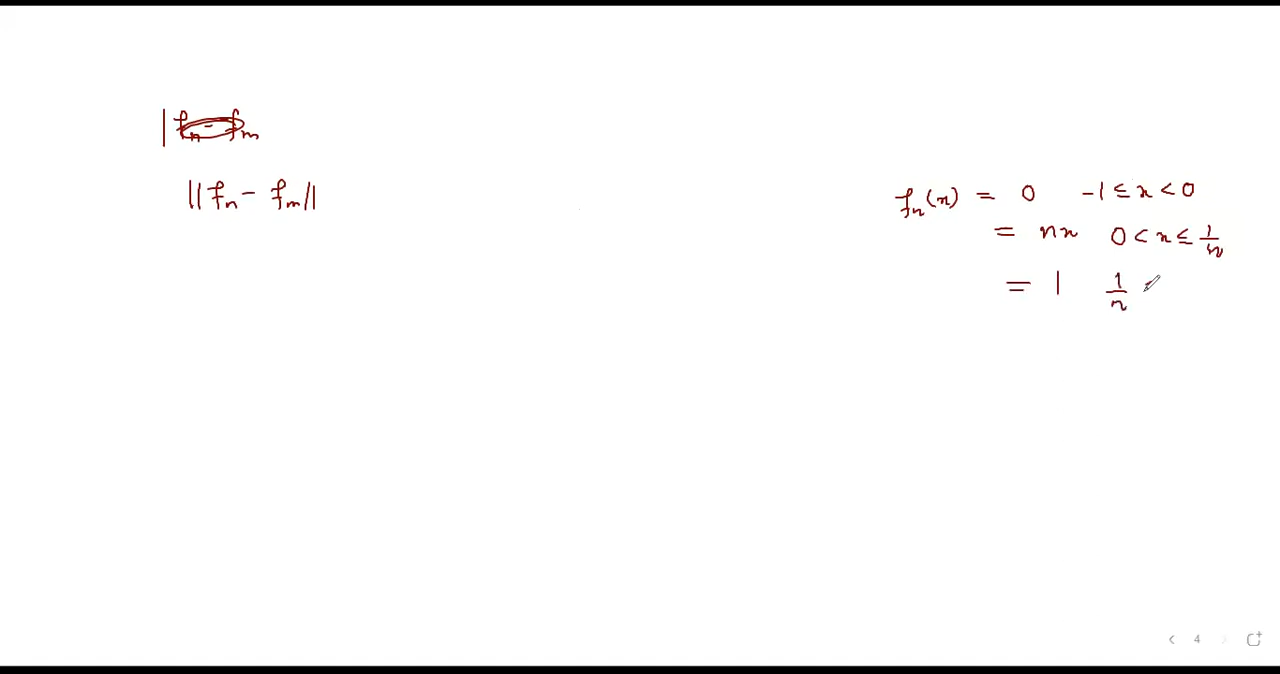 |fn - fm
||fn - fm||
fn(x) = 0 -1 ≤ x < 0
= nx 0 < x ≤ 1/n
= 1 1/n
< 4 >